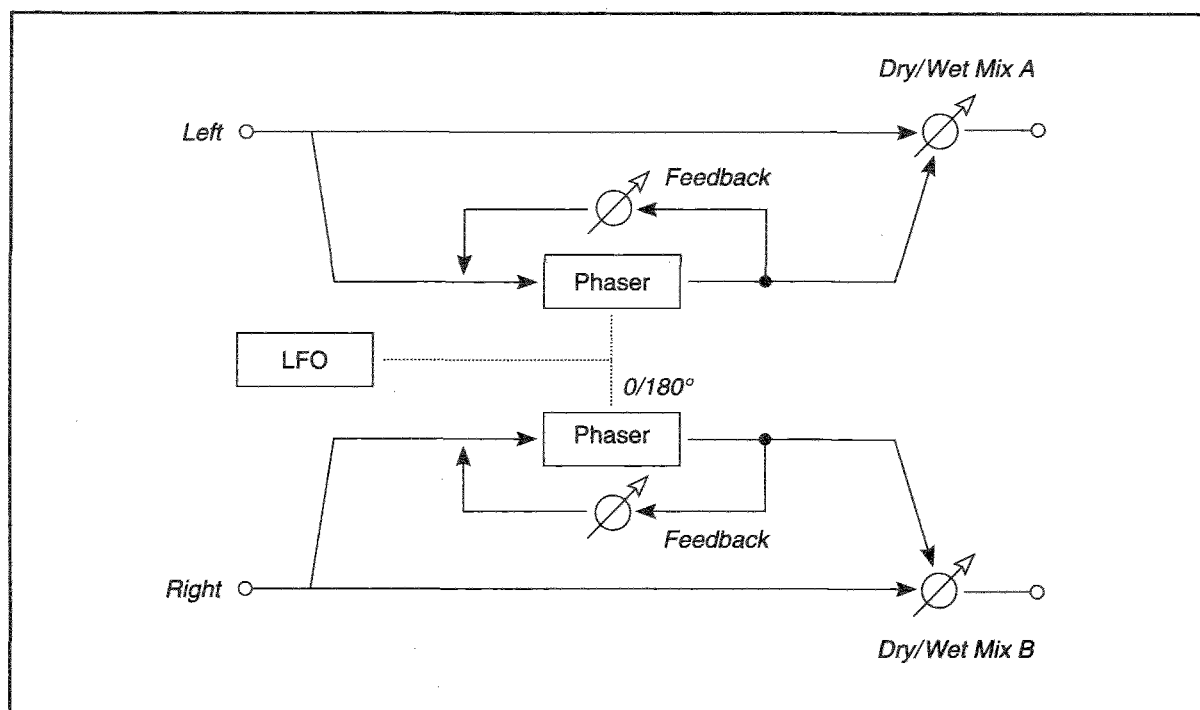 Dry/Wet Mix A
Left
Feedback
Phaser
LFO
0/180°
Phaser
Feedback
Right
Dry/Wet Mix B